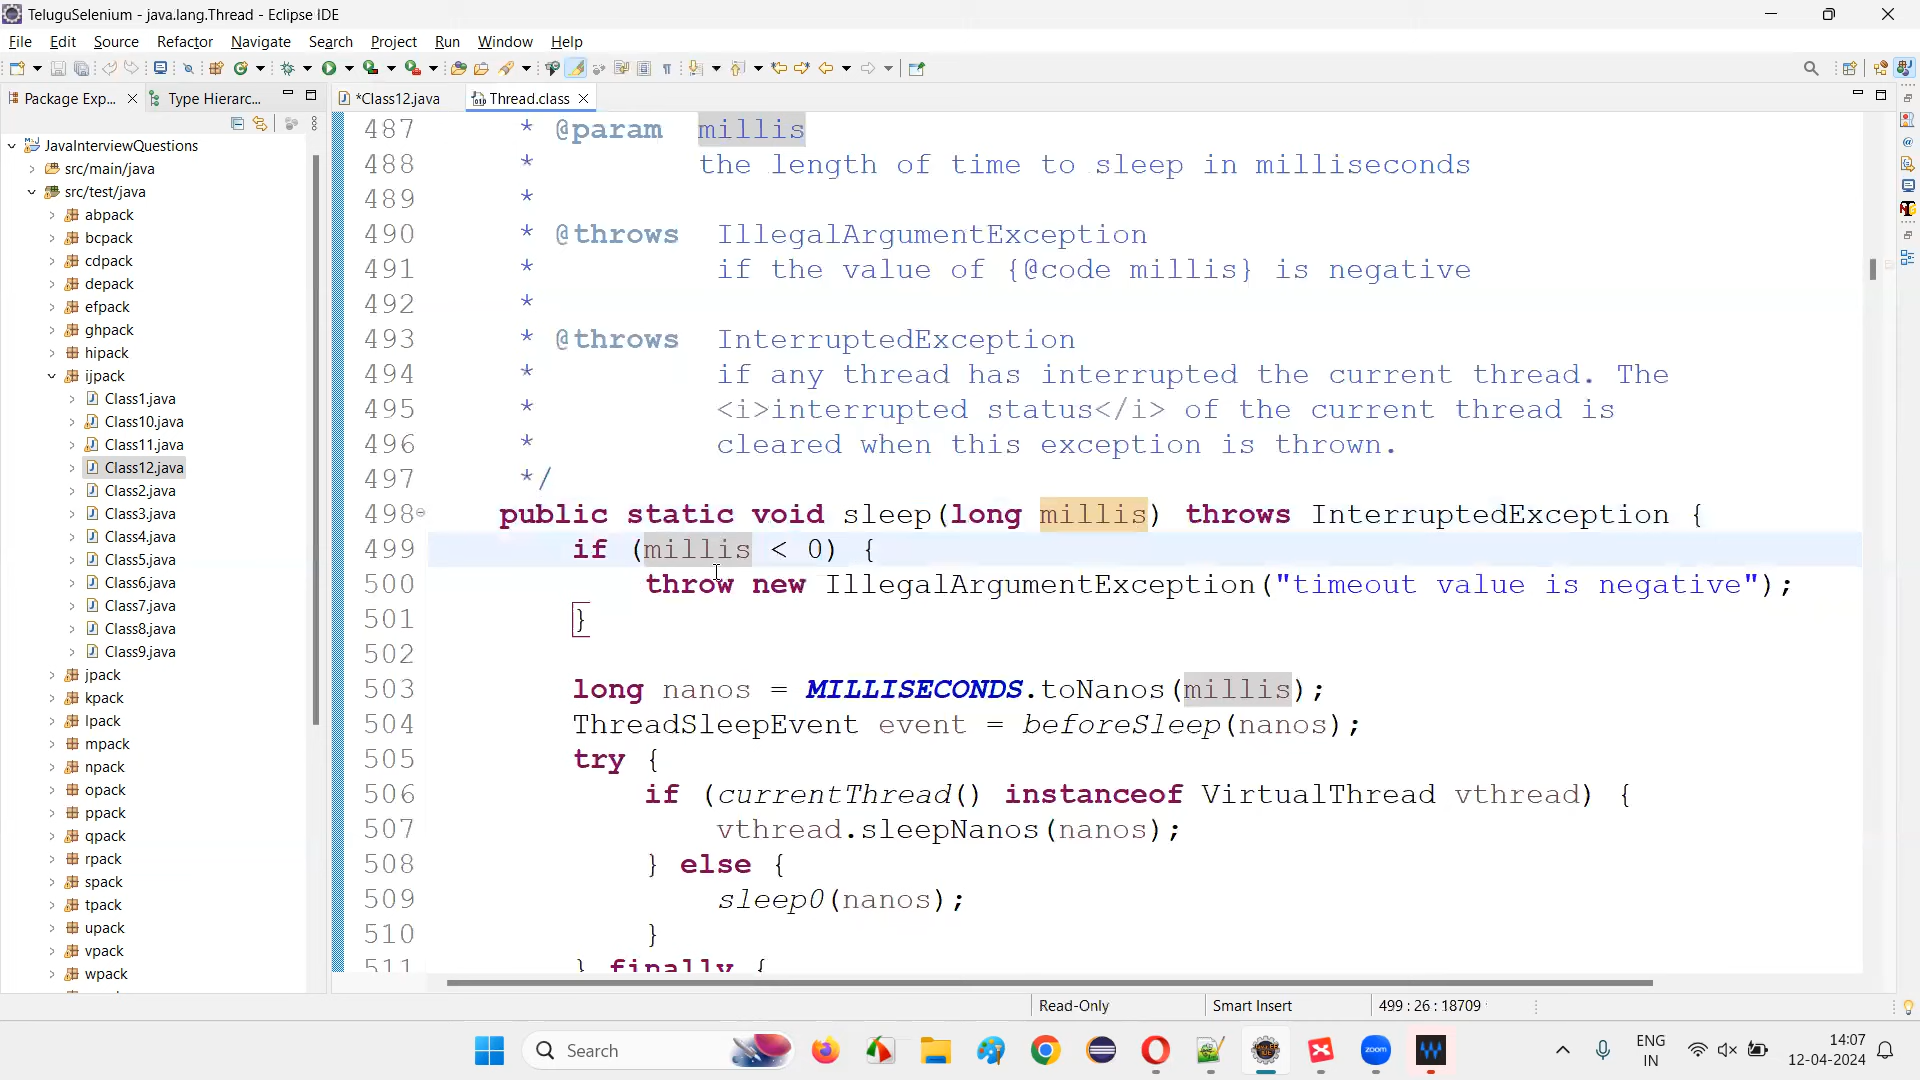 TeluguSelenium - java.lang.Thread - Eclipse IDE
File Edit Source Refactor Navigate Search Project Run Window Help
Package Exp... Type Hierarc... *Class12.java Thread.class
JavaInterviewQuestions
src/main/java
src/test/java
abpack
bcpack
cdpack
depack
efpack
ghpack
hipack
ijpack
Class1.java
Class10.java
Class11.java
Class12.java
Class2.java
Class3.java
Class4.java
Class5.java
Class6.java
Class7.java
Class8.java
Class9.java
jpack
kpack
lpack
mpack
npack
opack
ppack
qpack
rpack
spack
tpack
upack
vpack
wpack
487 * @param millis
488 * the length of time to sleep in milliseconds
489 *
490 * @throws IllegalArgumentException
491 * if the value of {@code millis} is negative
492 *
493 * @throws InterruptedException
494 * if any thread has interrupted the current thread. The
495 * <i>interrupted status</i> of the current thread is
496 * cleared when this exception is thrown.
497 */
498 public static void sleep(long millis) throws InterruptedException {
499 if (millis < 0) {
500 throw new IllegalArgumentException("timeout value is negative");
501 }
502
503 long nanos = MILLISECONDS.toNanos(millis);
504 ThreadSleepEvent event = beforeSleep(nanos);
505 try {
506 if (currentThread() instanceof VirtualThread vthread) {
507 vthread.sleepNanos(nanos);
508 } else {
509 sleep0(nanos);
510 }
511 } finally {
Read-Only Smart Insert 499 : 26 : 18709
Search
zoom
ENG
IN
14:07
12-04-2024